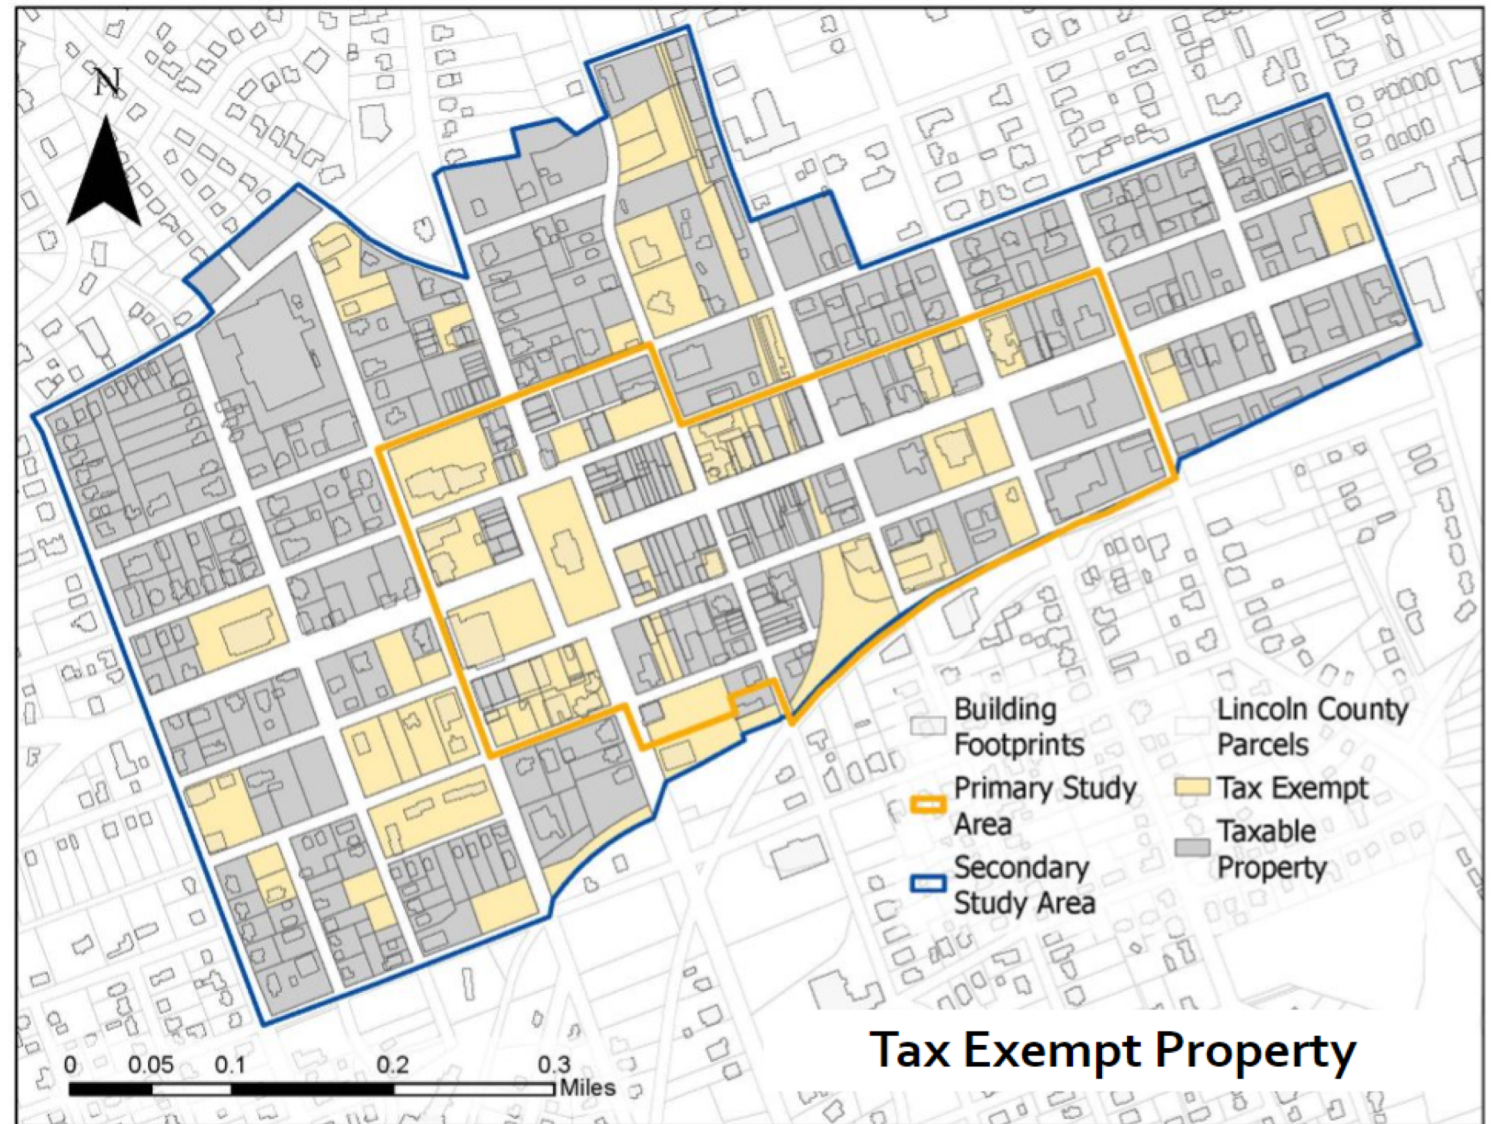 N
Building
Footprints
Primary Study
Area
Secondary
Study Area
Lincoln County
Parcels
Tax Exempt
Taxable
Property
Tax Exempt Property
0 0.05 0.1 0.2 0.3
Miles